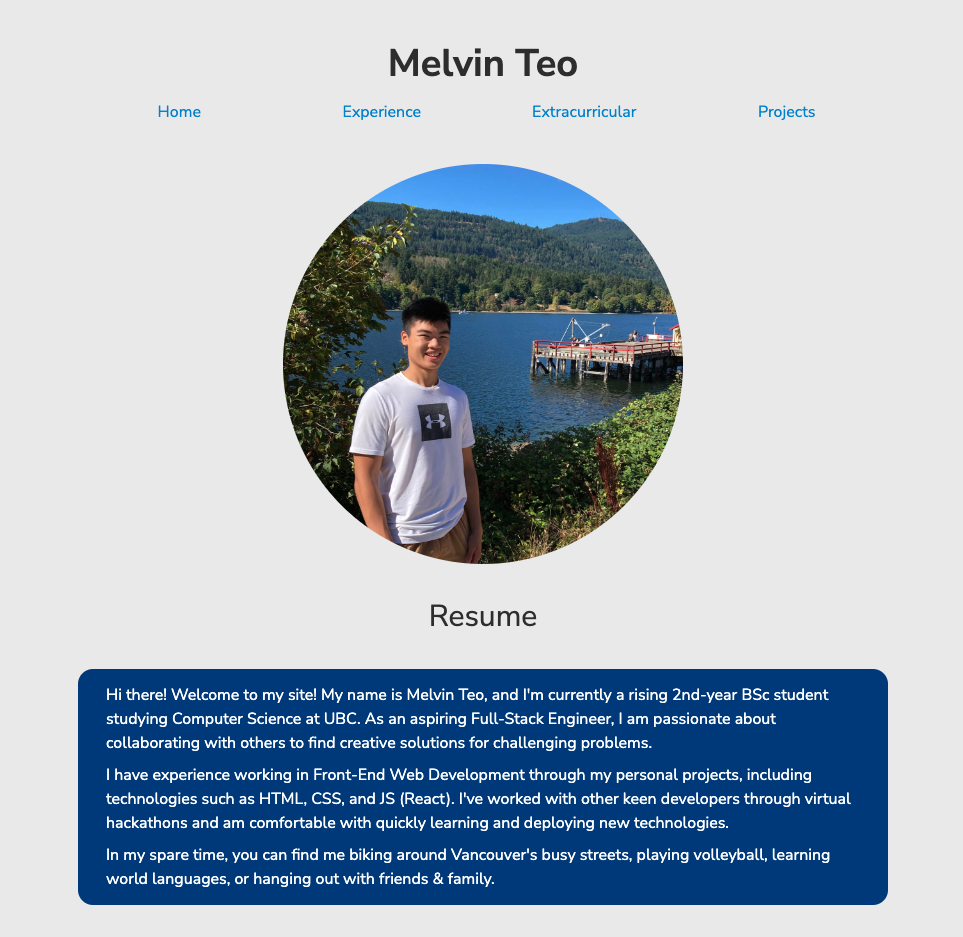 Melvin Teo
Home Experience Extracurricular Projects
Resume
Hi there! Welcome to my site! My name is Melvin Teo, and I'm currently a rising 2nd-year BSc student
studying Computer Science at UBC. As an aspiring Full-Stack Engineer, I am passionate about
collaborating with others to find creative solutions for challenging problems.
I have experience working in Front-End Web Development through my personal projects, including
technologies such as HTML, CSS, and JS (React). I've worked with other keen developers through virtual
hackathons and am comfortable with quickly learning and deploying new technologies.
In my spare time, you can find me biking around Vancouver's busy streets, playing volleyball, learning
world languages, or hanging out with friends & family.